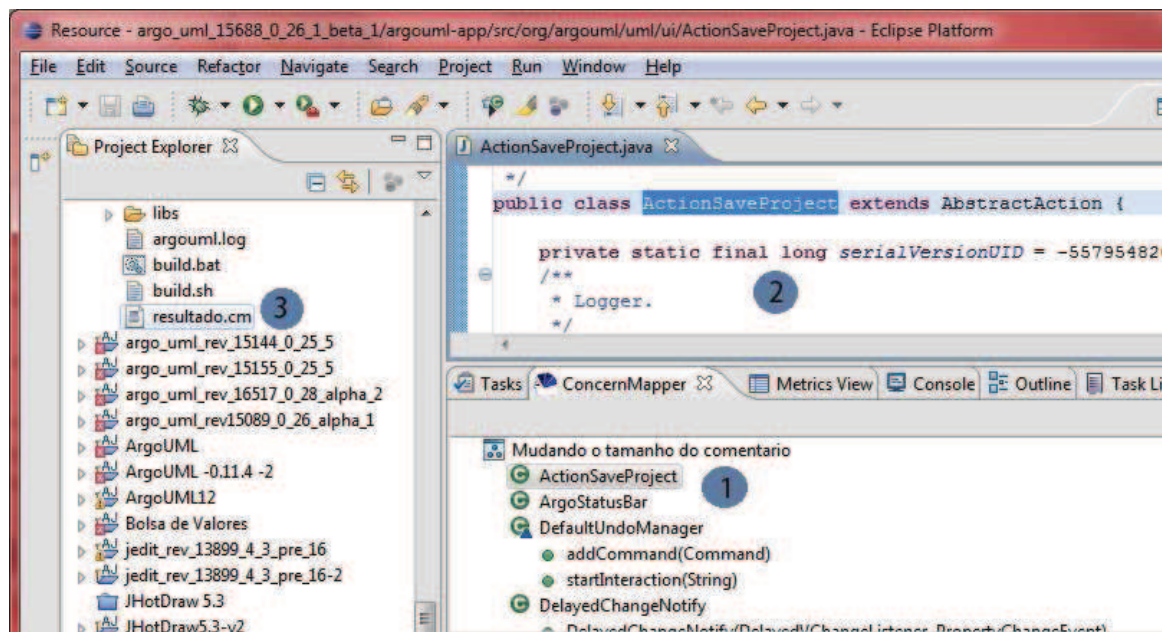 Resource - argo_uml_15688_0_26_1_beta_1/argouml-app/src/org/argouml/uml/ui/ActionSaveProject.java - Eclipse Platform
File Edit Source Refactor Navigate Search Project Run Window Help
Project Explorer
libs
argouml.log
build.bat
build.sh
resultado.cm 3
argo_uml_rev_15144_0_25_5
argo_uml_rev_15155_0_25_5
argo_uml_rev_16517_0_28_alpha_2
argo_uml_rev15089_0_26_alpha_1
ArgoUML
ArgoUML -0.11.4 -2
ArgoUML12
Bolsa de Valores
jedit_rev_13899_4_3_pre_16
jedit_rev_13899_4_3_pre_16-2
JHotDraw 5.3
JHotDraw5.3-v2
ActionSaveProject.java
*/
public class ActionSaveProject extends AbstractAction {
private static final long serialVersionUID = -557954820
/**
* Logger.
*/
2
Tasks ConcernMapper Metrics View Console Outline Task Li
Mudando o tamanho do comentario
ActionSaveProject 1
ArgoStatusBar
DefaultUndoManager
addCommand(Command)
startInteraction(String)
DelayedChangeNotify
DelayedChangeNotify(DelayedVChangeListener, PropertyChangeEvent)